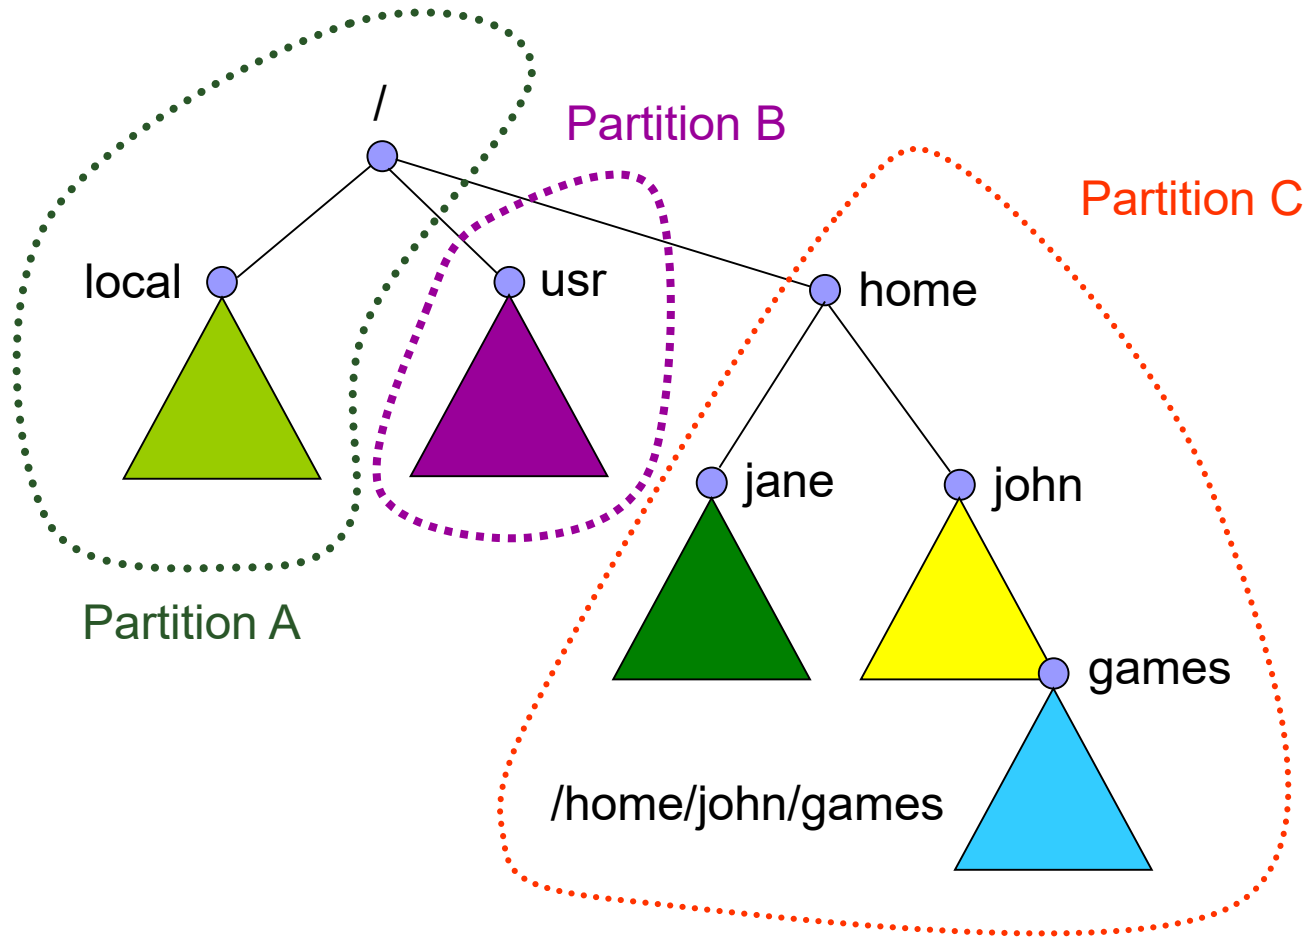 /
Partition B
Partition C
local
usr
home
jane
john
Partition A
games
/home/john/games